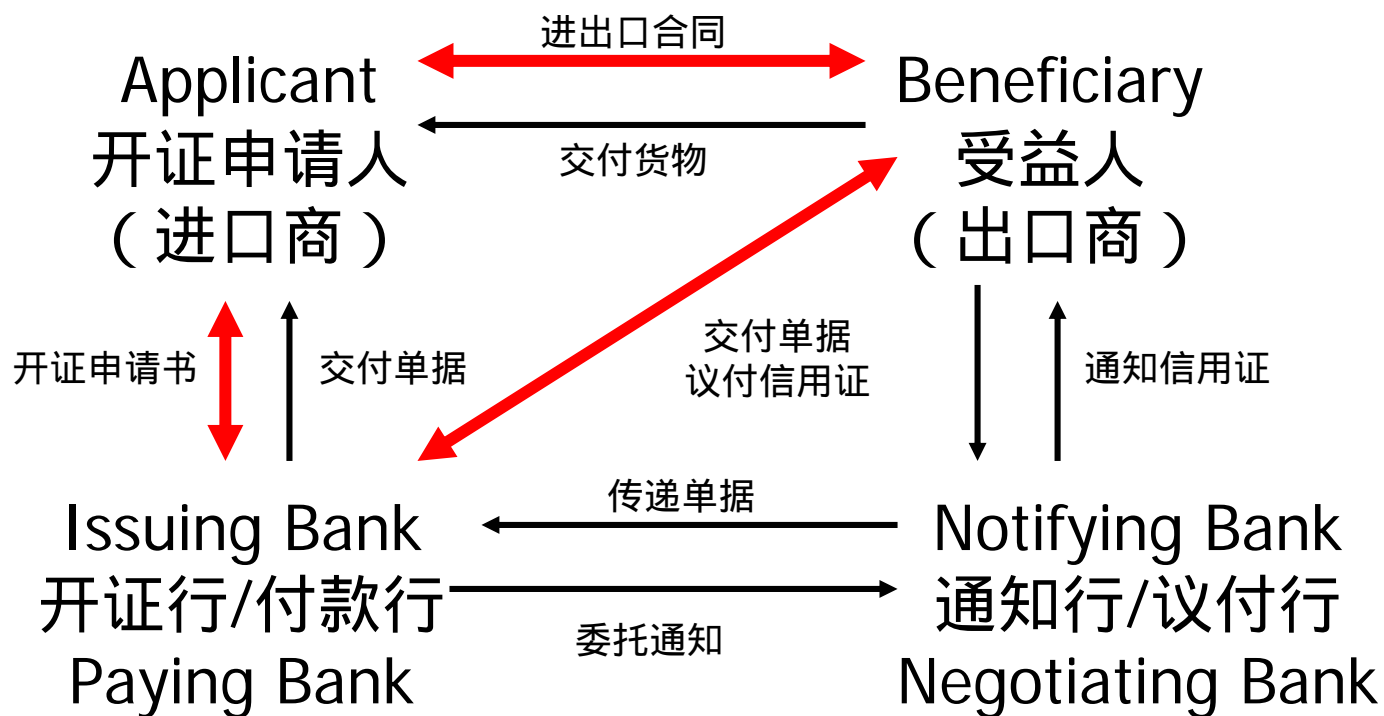 进出口合同
Applicant
开证申请人
（进口商）
Beneficiary
受益人
（出口商）
交付货物
开证申请书
交付单据
交付单据
议付信用证
通知信用证
传递单据
Issuing Bank
开证行/付款行
Paying Bank
委托通知
Notifying Bank
通知行/议付行
Negotiating Bank